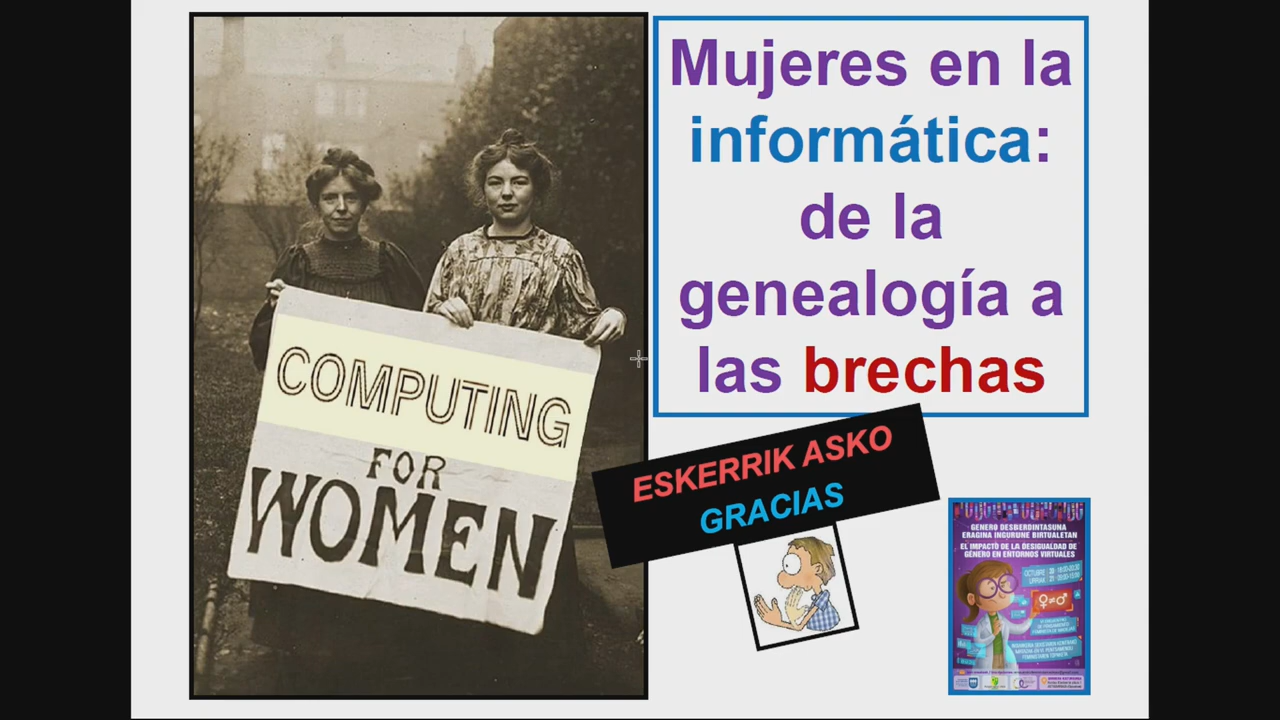 Mujeres en la
informática:
de la
genealogía a
las brechas
COMPUTING
FOR
WOMEN
ESKERRIK ASKO
GRACIAS
GENERO DESBERDINTASUNA
ERAGINA INGURUNE BIRTUALETAN
EL IMPACTO DE LA DESIGUALDAD DE
GÉNERO EN ENTORNOS VIRTUALES